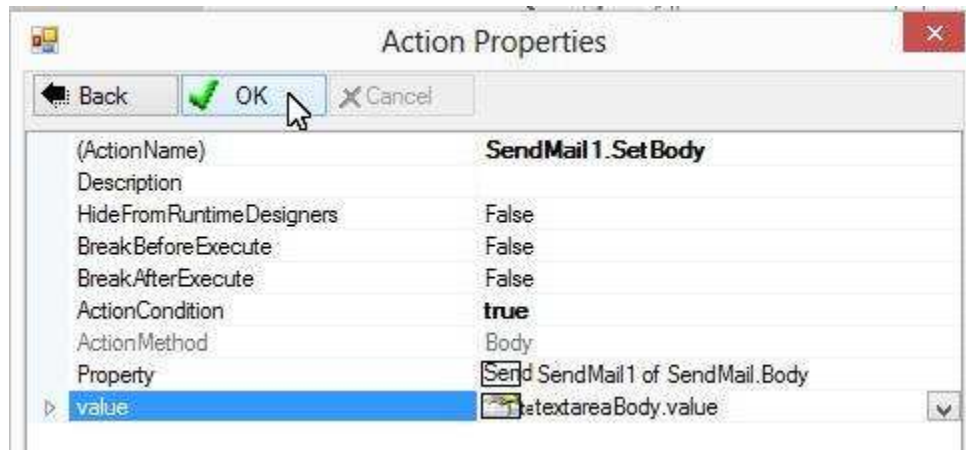 Action Properties
Back OK Cancel
(ActionName) SendMail1.SetBody
Description
HideFromRuntimeDesigners False
BreakBeforeExecute False
BreakAfterExecute False
ActionCondition true
ActionMethod Body
Property Send SendMail1 of SendMail.Body
value textareaBody.value